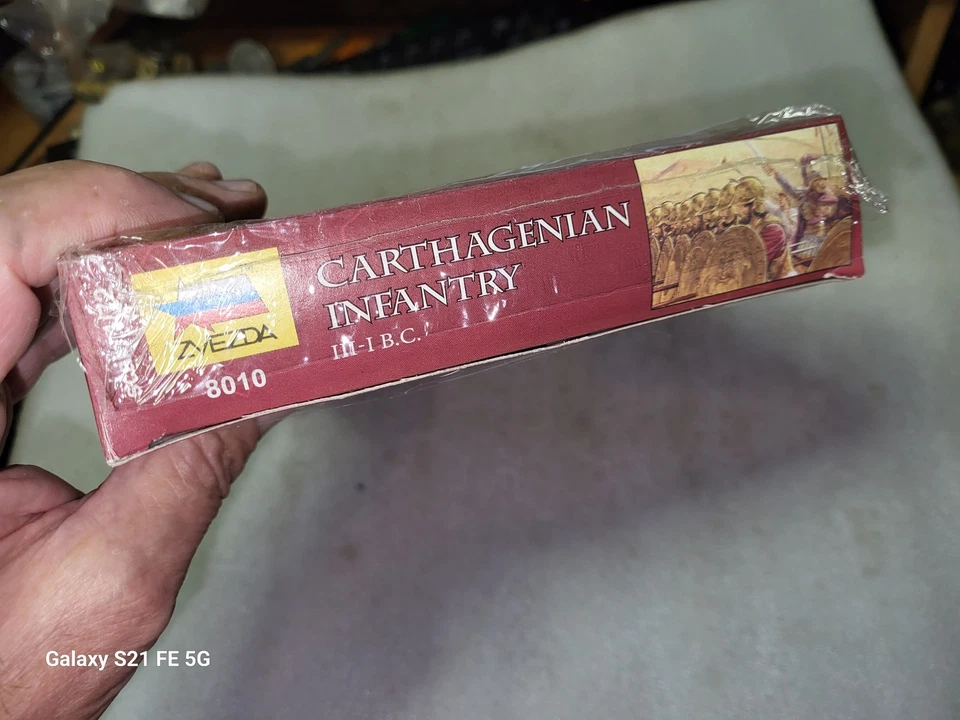 CARTHAGENIAN
INFANTRY
III-I B.C.
ZVEZDA
8010
Galaxy S21 FE 5G